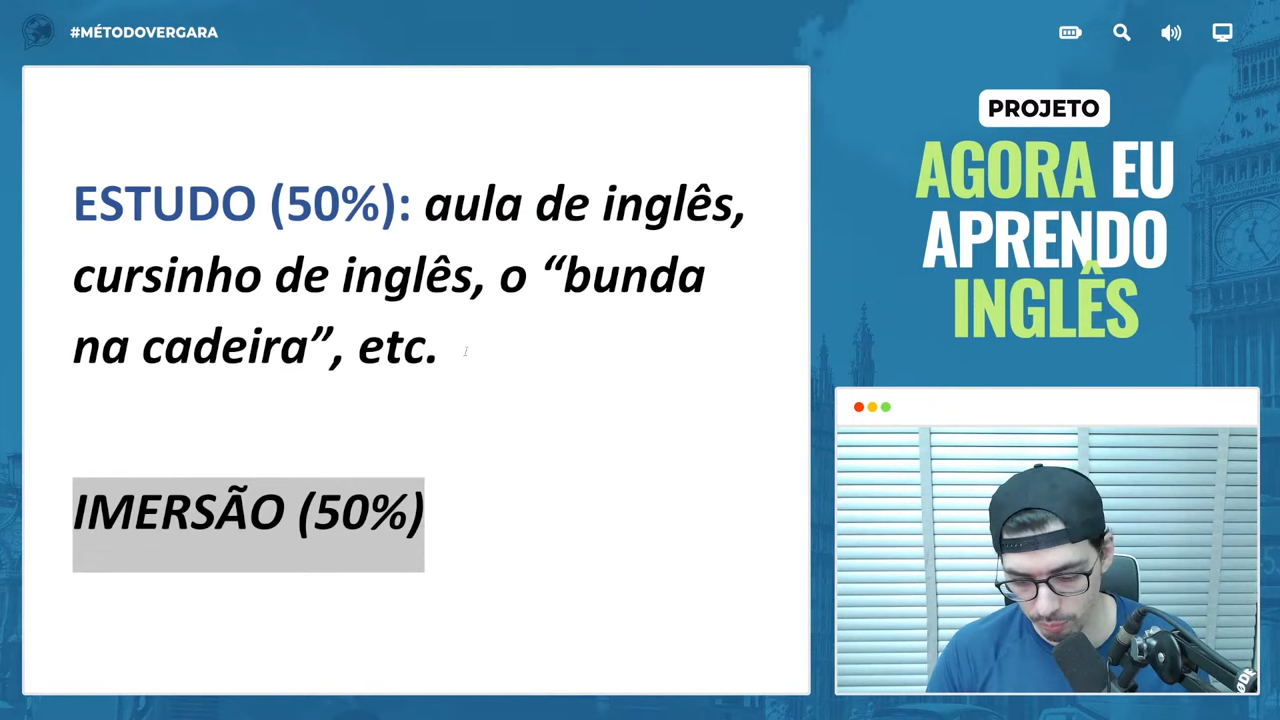 #MÉTODOVERGARA
ESTUDO (50%): aula de inglês,
cursinho de inglês, o “bunda
na cadeira”, etc.
IMERSÃO (50%)
PROJETO
AGORA EU
APRENDO
INGLÊS